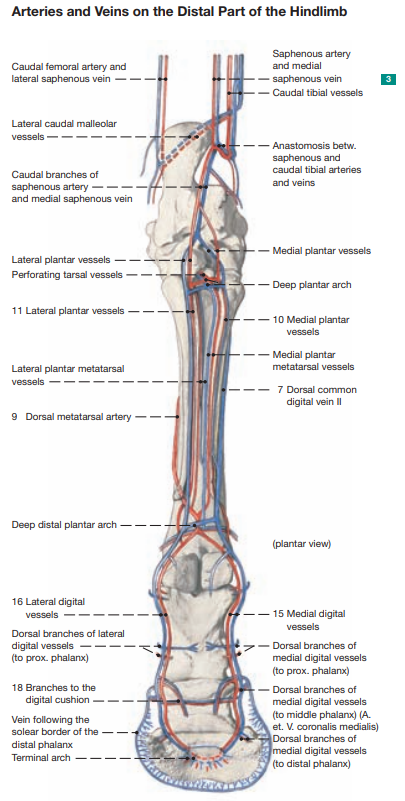 Arteries and Veins on the Distal Part of the Hindlimb
3
Caudal femoral artery and
lateral saphenous vein
Lateral caudal malleolar
vessels
Caudal branches of
saphenous artery
and medial saphenous vein
Lateral plantar vessels
Perforating tarsal vessels
11 Lateral plantar vessels
Lateral plantar metatarsal
vessels
9 Dorsal metatarsal artery
Deep distal plantar arch
16 Lateral digital
vessels
Dorsal branches of lateral
digital vessels
(to prox. phalanx)
18 Branches to the
digital cushion
Vein following the
solear border of the
distal phalanx
Terminal arch
Saphenous artery
and medial
saphenous vein
Caudal tibial vessels
Anastomosis betw.
saphenous and
caudal tibial arteries
and veins
Medial plantar vessels
Deep plantar arch
10 Medial plantar
vessels
Medial plantar
metatarsal vessels
7 Dorsal common
digital vein II
(plantar view)
15 Medial digital
vessels
Dorsal branches of
medial digital vessels
(to prox. phalanx)
Dorsal branches of
medial digital vessels
(to middle phalanx) (A.
et. V. coronalis medialis)
Dorsal branches of
medial digital vessels
(to distal phalanx)